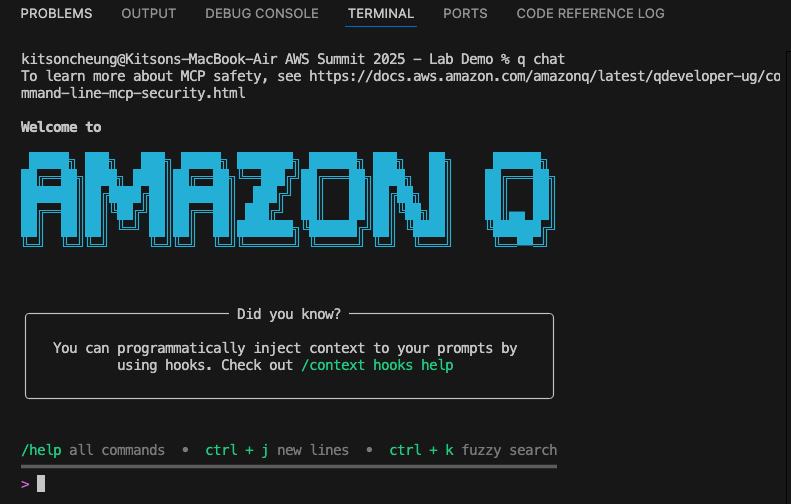 PROBLEMS OUTPUT DEBUG CONSOLE TERMINAL PORTS CODE REFERENCE LOG
kitsoncheung@Kitsons-MacBook-Air AWS Summit 2025 - Lab Demo % q chat
To learn more about MCP safety, see https://docs.aws.amazon.com/amazonq/latest/qdeveloper-ug/co
mmand-line-mcp-security.html
Welcome to
AMAZON Q
Did you know?
You can programmatically inject context to your prompts by
using hooks. Check out /context hooks help
/help all commands • ctrl + j new lines • ctrl + k fuzzy search
>